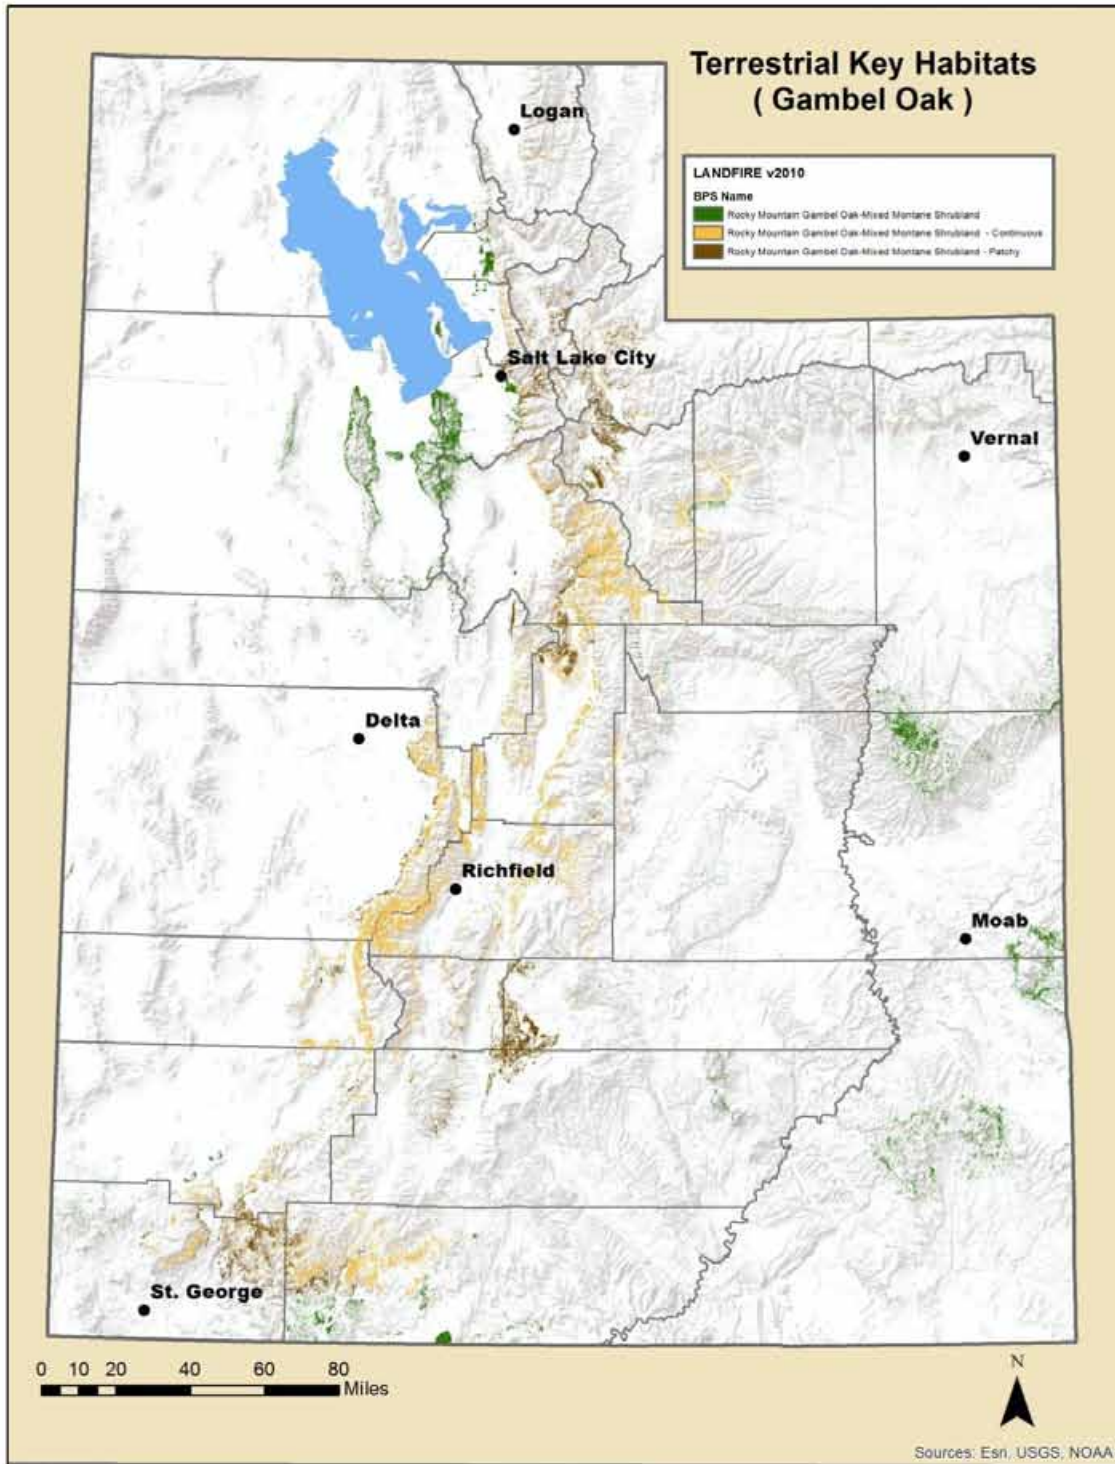 Terrestrial Key Habitats
( Gambel Oak )
LANDFIRE v2010
BPS Name
Rocky Mountain Gambel Oak-Mixed Montane Shrubland
Rocky Mountain Gambel Oak-Mixed Montane Shrubland - Continuous
Rocky Mountain Gambel Oak-Mixed Montane Shrubland - Patchy
Logan
Salt Lake City
Vernal
Delta
Richfield
Moab
St. George
0 10 20 40 60 80
Miles
N
Sources: Esri, USGS, NOAA